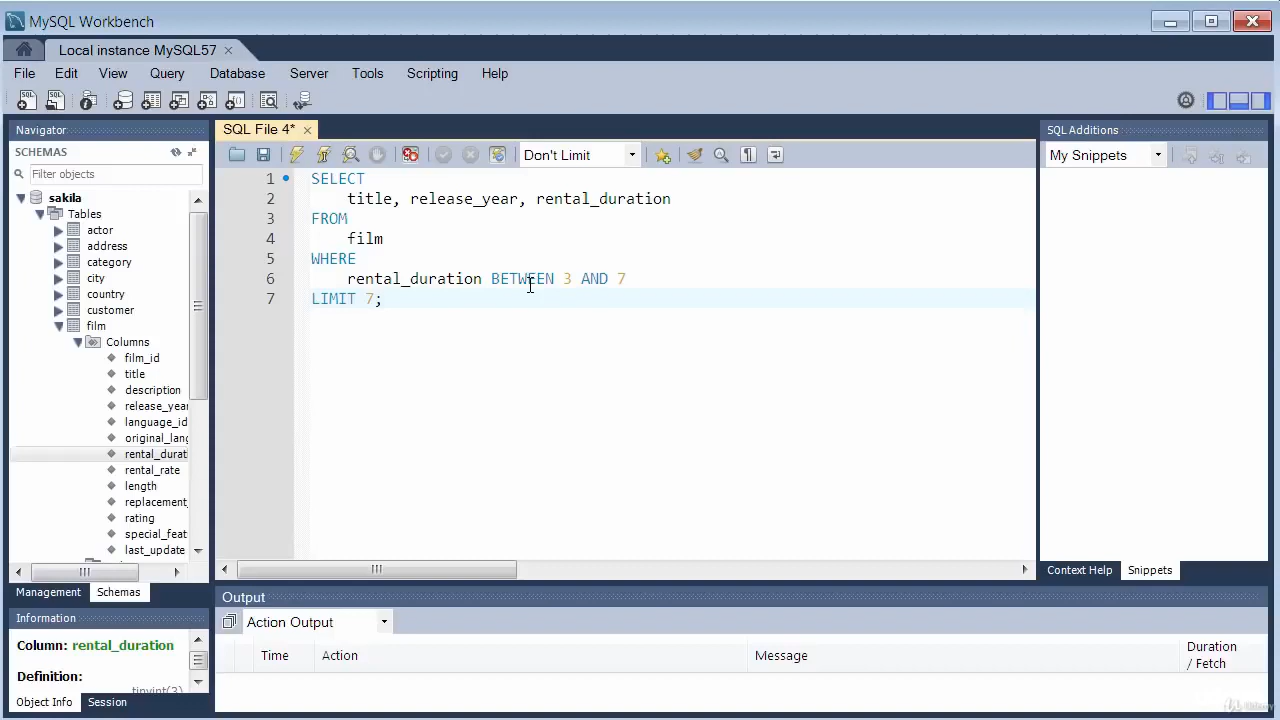 MySQL Workbench
Local instance MySQL57
File Edit View Query Database Server Tools Scripting Help
Navigator
SCHEMAS
Filter objects
sakila
Tables
actor
address
category
city
country
customer
film
Columns
film_id
title
description
release_year
language_id
original_lang
rental_durati
rental_rate
length
replacement_
rating
special_feat
last_update
Management Schemas
Information
Column: rental_duration
Definition:
tinyint(3)
Object Info Session
SQL File 4*
Don't Limit
1 SELECT
2 title, release_year, rental_duration
3 FROM
4 film
5 WHERE
6 rental_duration BETWEEN 3 AND 7
7 LIMIT 7;
SQL Additions
My Snippets
Context Help Snippets
Output
Action Output
Time Action Message Duration / Fetch
Udemy